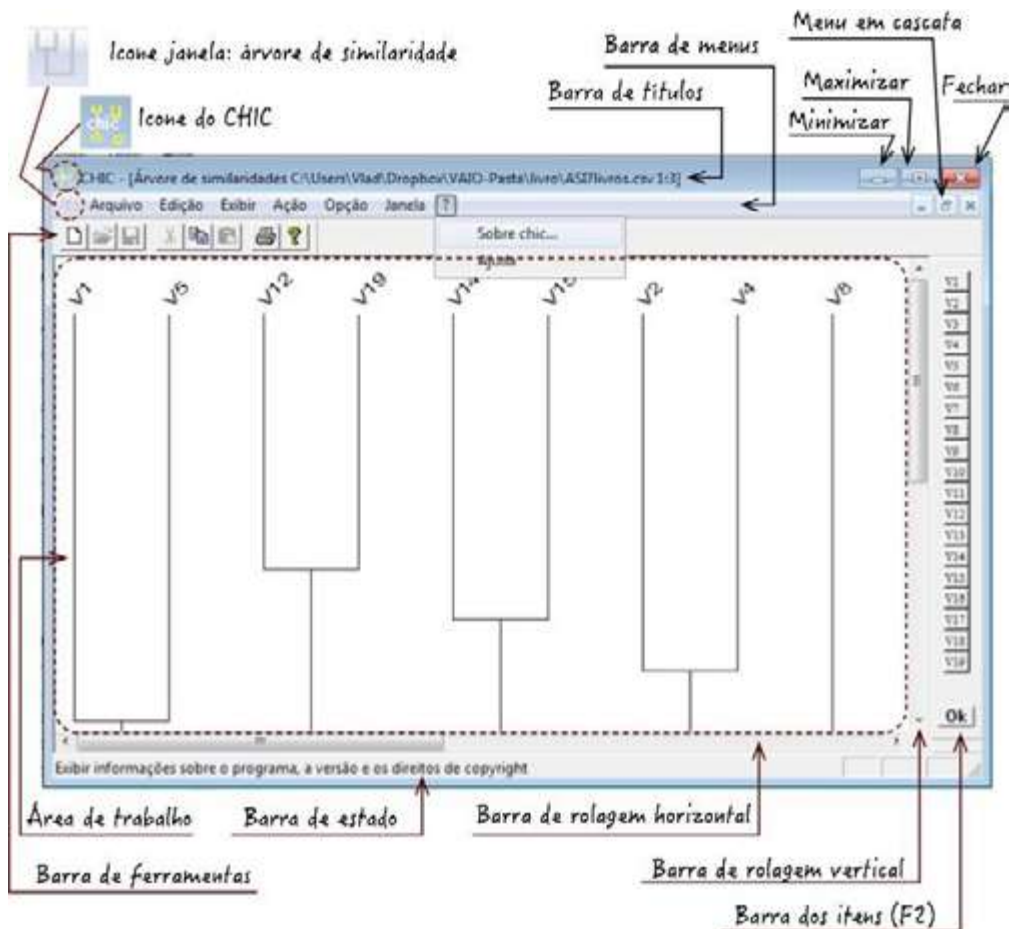 Menu em cascata
Icone janela: árvore de similaridade
Barra de menus
Maximizar
Fechar
Barra de titulos
Minimizar
chic
Icone do CHIC
CHIC - [Árvore de similaridades C:\Users\Vlad\Dropbox\VAIO-Pasta\livro\ASI7livros.csv 1:3]
Arquivo Edição Exibir Ação Opção Janela ?
Sobre chic...
Ajuda
V1 V5 V12 V19 V14 V15 V2 V4 V8
V1
V2
V3
V4
V5
V6
V7
V8
V9
V10
V11
V12
V13
V14
V15
V16
V17
V18
V19
Ok
Exibir informações sobre o programa, a versão e os direitos de copyright
Área de trabalho
Barra de estado
Barra de rolagem horizontal
Barra de ferramentas
Barra de rolagem vertical
Barra dos itens (F2)